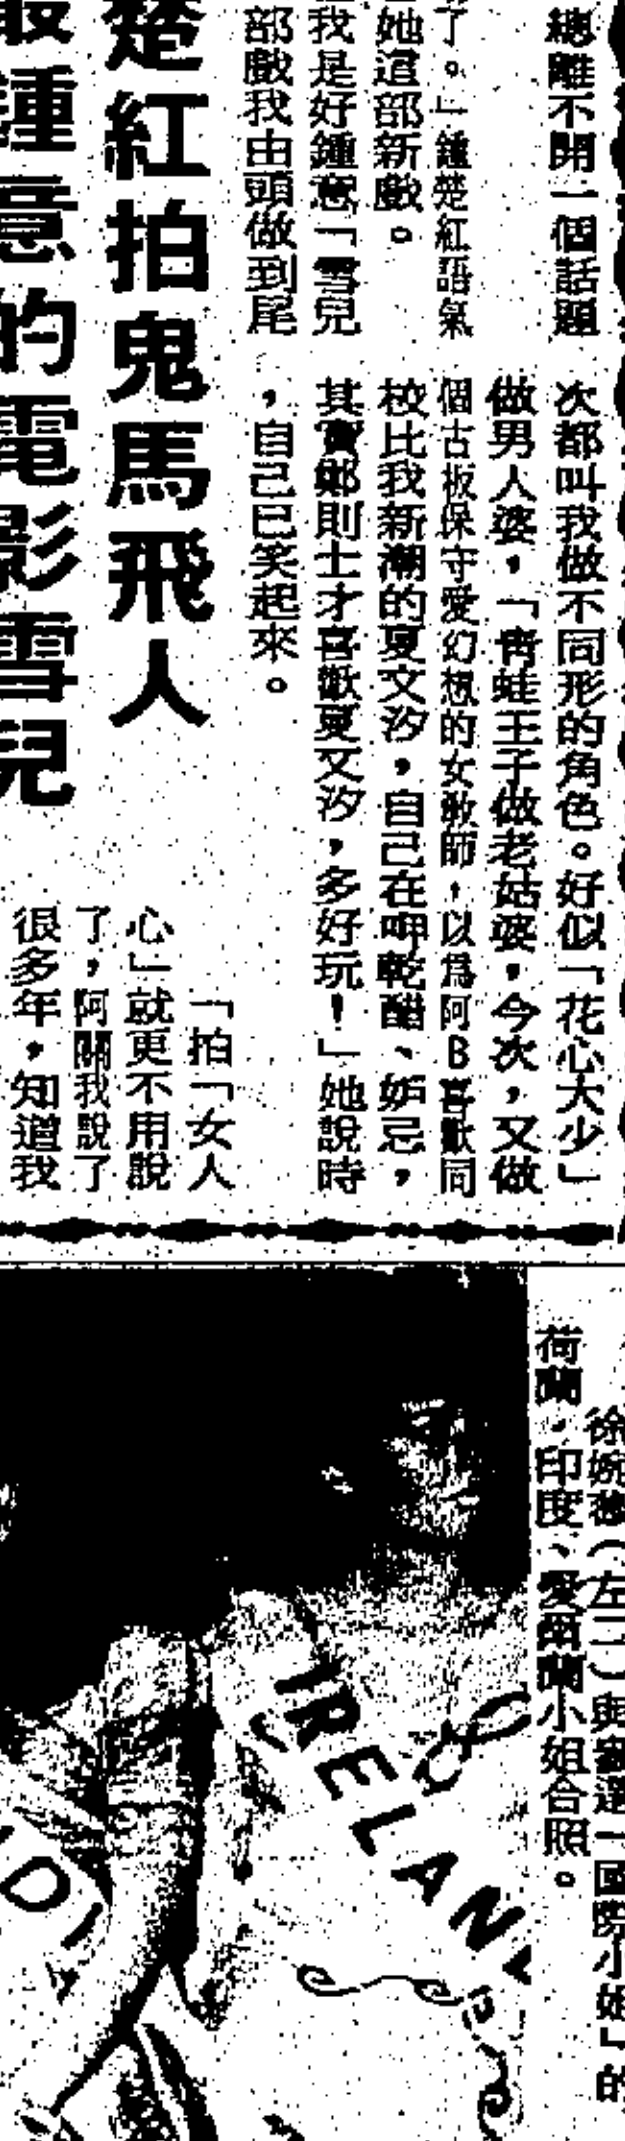 楚紅拍鬼馬飛人
最鍾意的電影雪兒
總離不開一個話題
了。」鍾楚紅語氣
她這部新戲。
我是好鍾意「雪兒
部戲我由頭做到尾
次都叫我做不同形的角色。好似「花心大少」
做男人婆,「青蛙王子做老姑婆,今次,又做
個古板保守愛幻想的女教師,以為阿B喜歡同
校比我新潮的夏文汐,自己在呷乾醋、妒忌,
其實鄭則士才喜歡夏文汐,多好玩!」她說時
,自己已笑起來。
「拍「女人
心」就更不用說
了,阿關我說了
很多年,知道我
徐婉(左二)與參選「國際小姐」的
荷蘭、印度、愛爾蘭小姐合照。
IRELAN